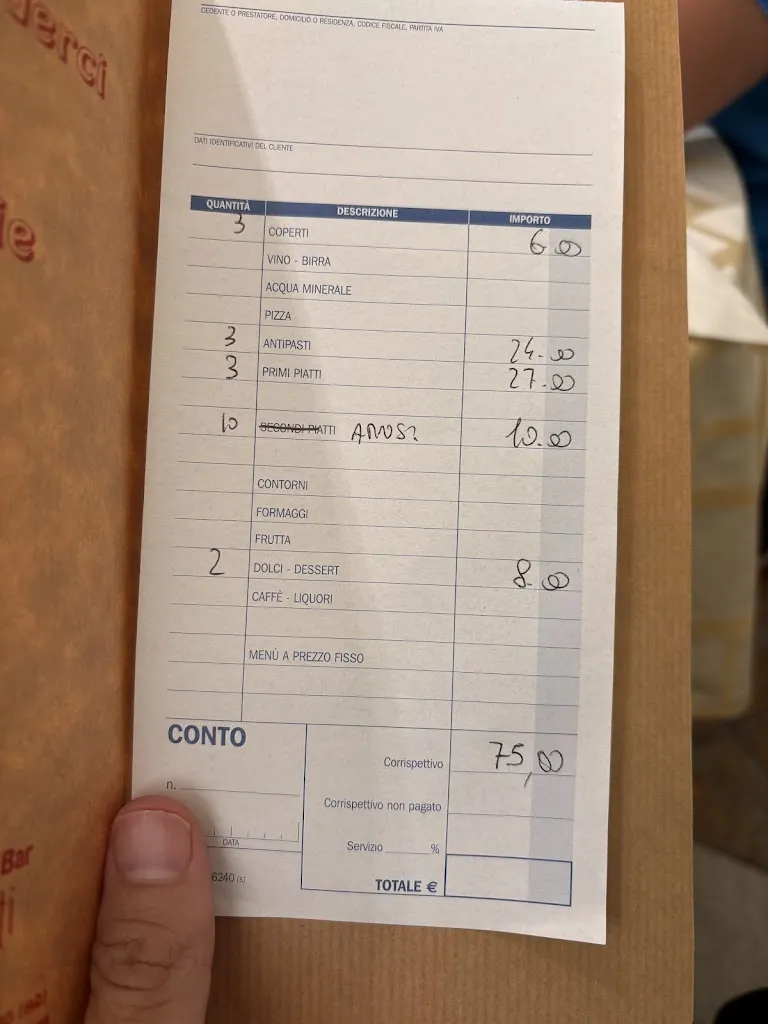 erci
CEDENTE O PRESTATORE, DOMICILIO O RESIDENZA, CODICE FISCALE, PARTITA IVA
DATI IDENTIFICATIVI DEL CLIENTE
QUANTITÀ DESCRIZIONE IMPORTO
3 COPERTI 6.00
VINO - BIRRA
ACQUA MINERALE
PIZZA
3 ANTIPASTI 24.00
3 PRIMI PIATTI 27.00
10 SECONDI PIATTI 10.00
CONTORNI
FORMAGGI
FRUTTA
2 DOLCI - DESSERT 8.00
CAFFÈ - LIQUORI
MENÙ A PREZZO FISSO
CONTO
Corrispettivo 75,00
n.
Corrispettivo non pagato
DATA
Servizio %
6240 (S)
TOTALE €
Bar